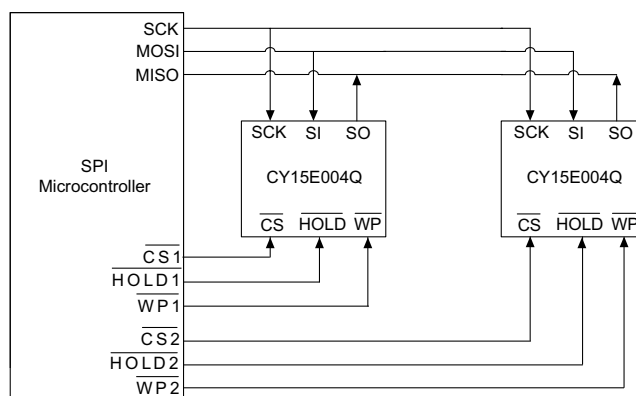 SCK
MOSI
MISO
SCK SI SO
SCK SI SO
SPI
Microcontroller
CY15E004Q
CY15E004Q
CS HOLD WP
CS HOLD WP
CS1
HOLD1
WP1
CS2
HOLD2
WP2